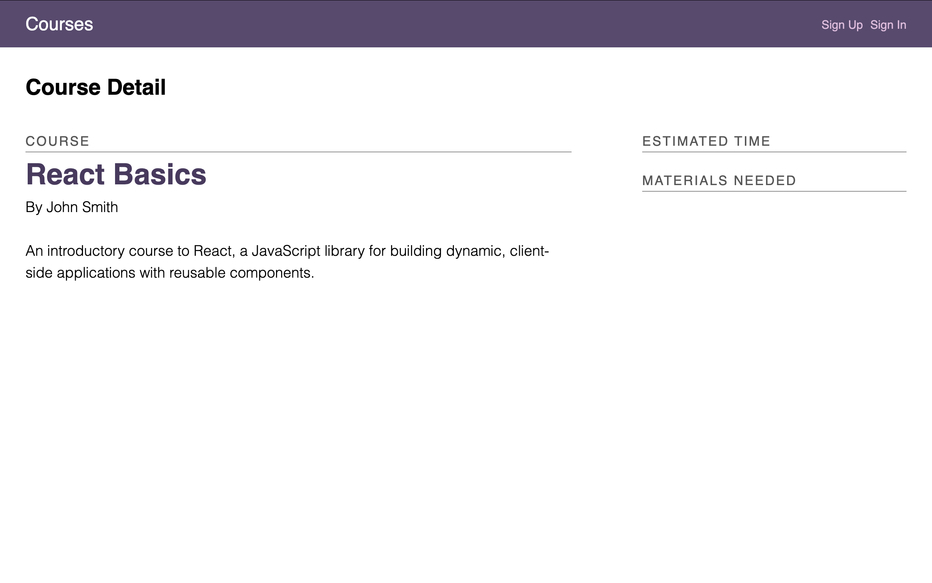 Courses
Sign Up Sign In
Course Detail
COURSE
React Basics
By John Smith
An introductory course to React, a JavaScript library for building dynamic, client-
side applications with reusable components.
ESTIMATED TIME
MATERIALS NEEDED